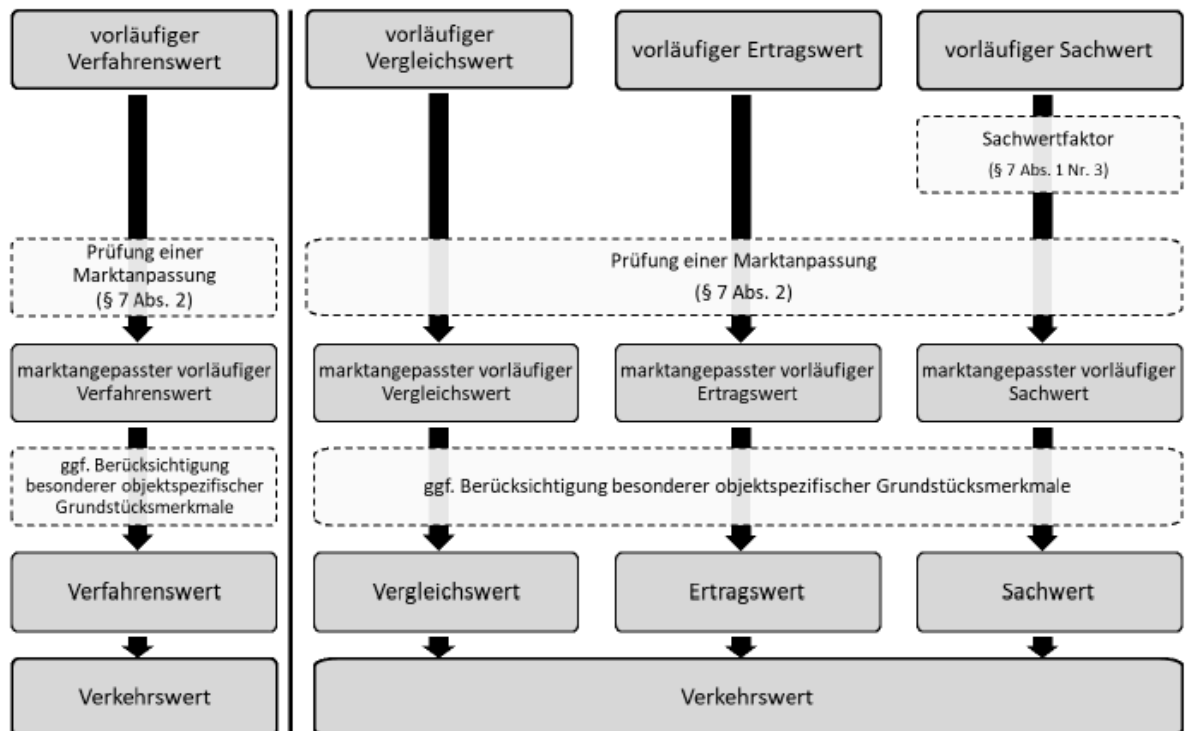 vorläufiger
Verfahrenswert
vorläufiger
Vergleichswert
vorläufiger Ertragswert
vorläufiger Sachwert
Sachwertfaktor
(§ 7 Abs. 1 Nr. 3)
Prüfung einer
Marktanpassung
(§ 7 Abs. 2)
Prüfung einer Marktanpassung
(§ 7 Abs. 2)
marktangepasster vorläufiger
Verfahrenswert
marktangepasster vorläufiger
Vergleichswert
marktangepasster vorläufiger
Ertragswert
marktangepasster vorläufiger
Sachwert
ggf. Berücksichtigung
besonderer objektspezifischer
Grundstücksmerkmale
ggf. Berücksichtigung besonderer objektspezifischer Grundstücksmerkmale
Verfahrenswert
Vergleichswert
Ertragswert
Sachwert
Verkehrswert
Verkehrswert